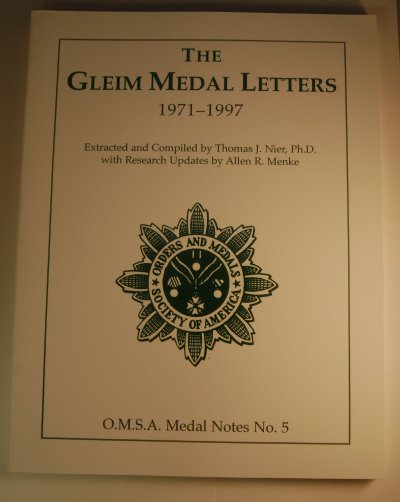 THE
GLEIM MEDAL LETTERS
1971–1997
Extracted and Compiled by Thomas J. Nier, Ph.D.
with Research Updates by Allen R. Menke
ORDERS AND MEDALS
SOCIETY OF AMERICA
O.M.S.A. Medal Notes No. 5